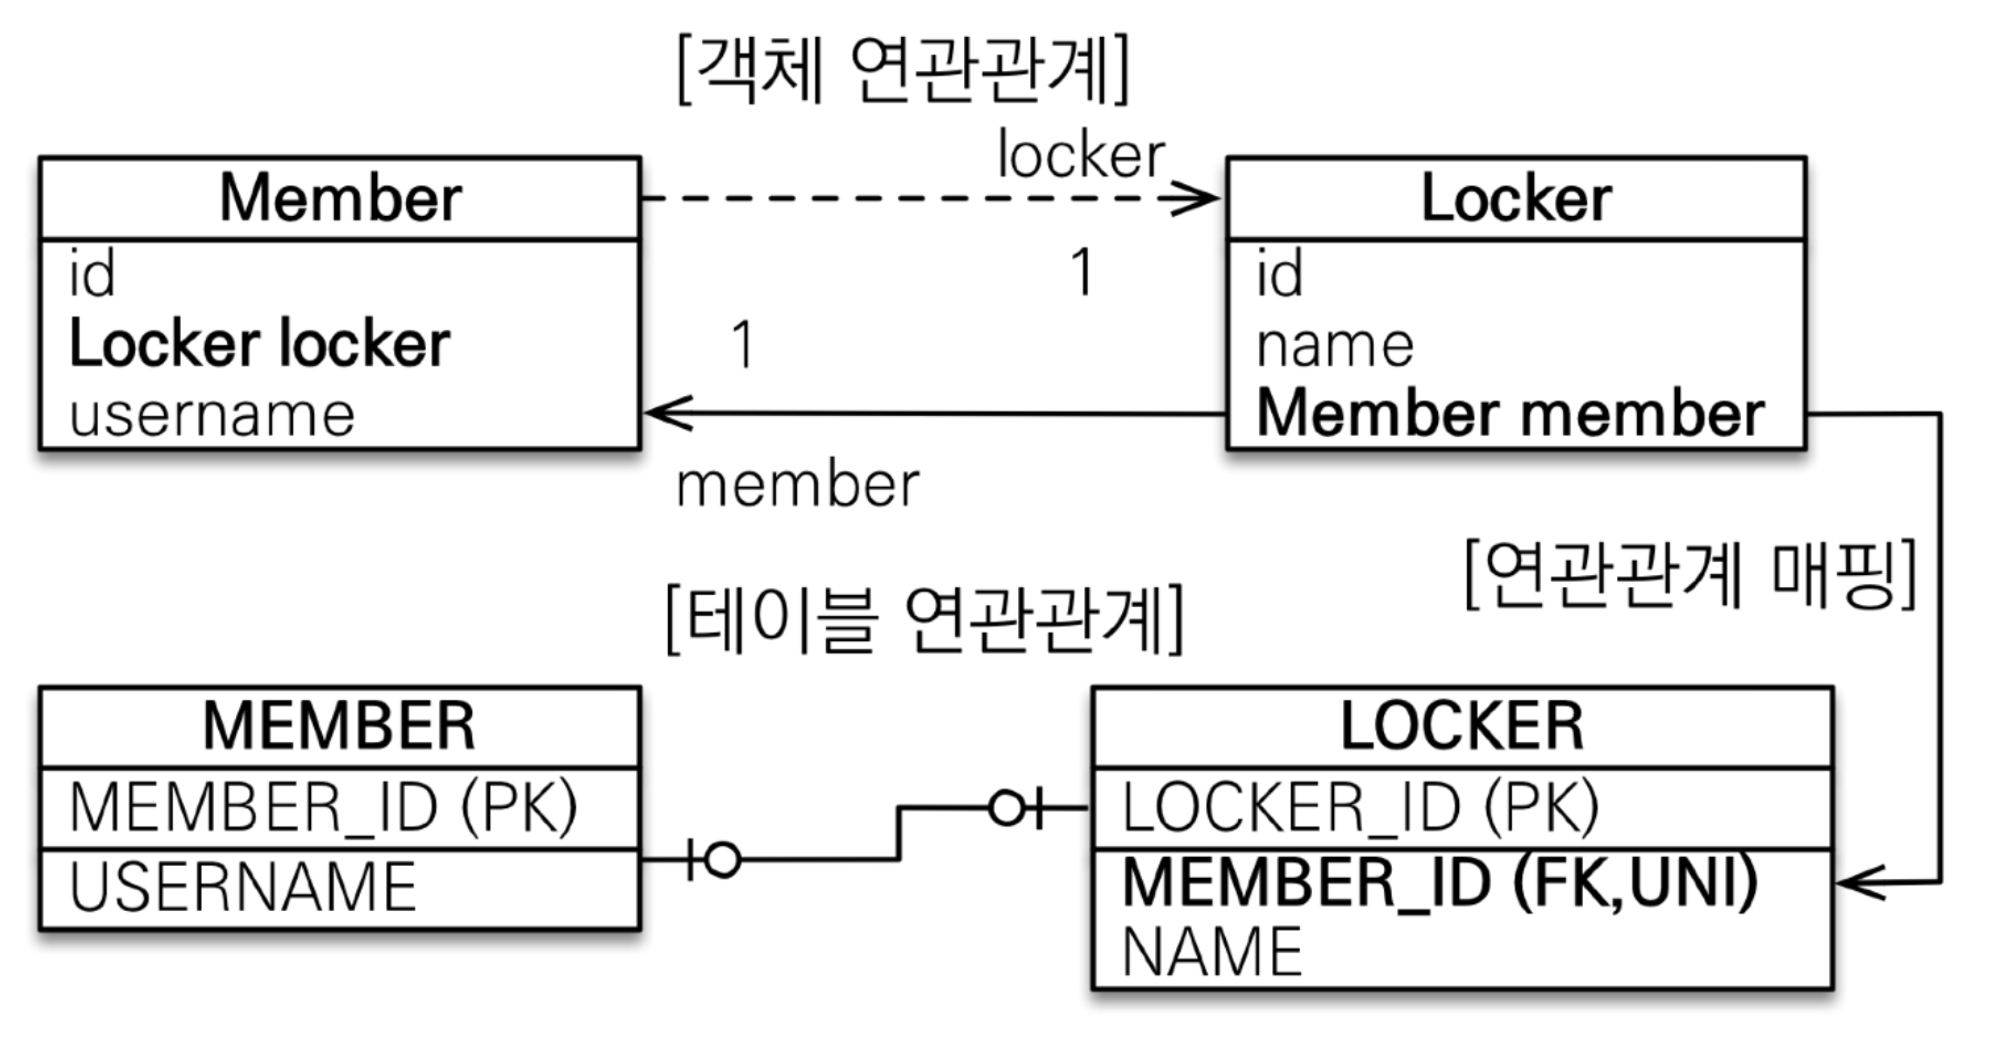 [객체 연관관계]
locker
Member
id
Locker locker
username
1
1
member
Locker
id
name
Member member
[연관관계 매핑]
[테이블 연관관계]
MEMBER
MEMBER_ID (PK)
USERNAME
LOCKER
LOCKER_ID (PK)
MEMBER_ID (FK,UNI)
NAME